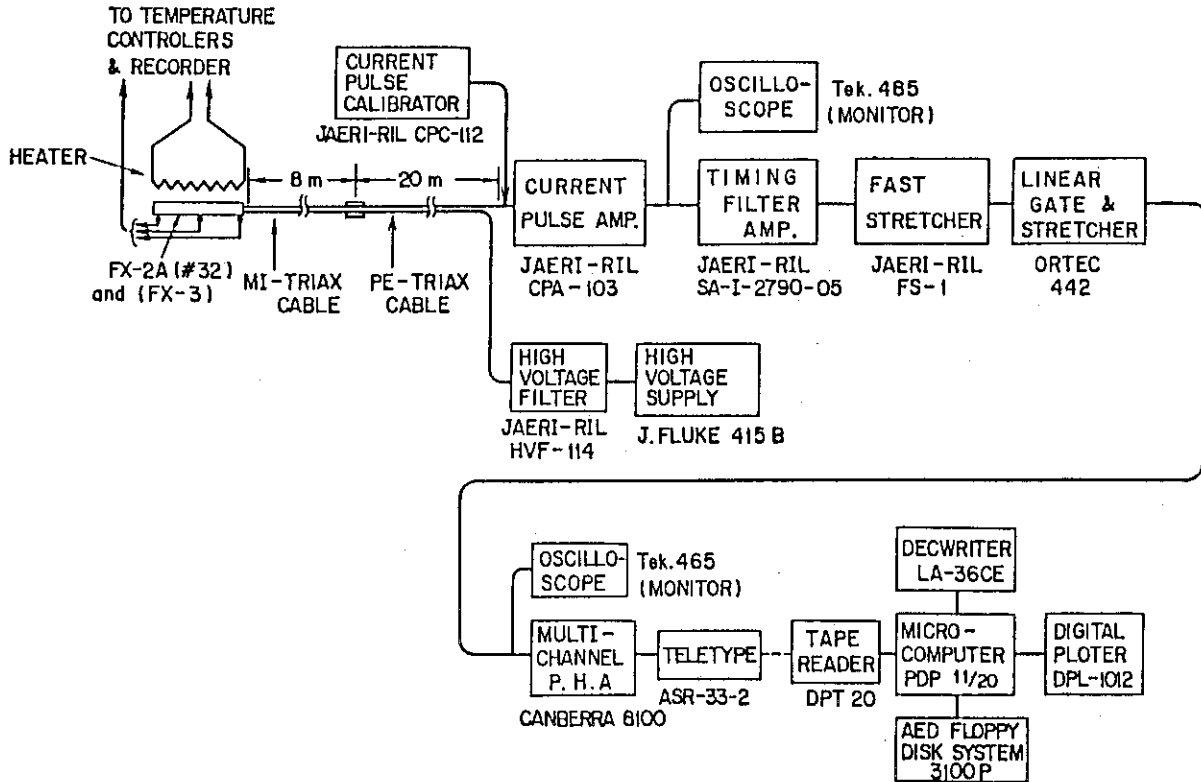 TO TEMPERATURE
CONTROLERS
& RECORDER
HEATER
8 m
20 m
FX-2A (#32)
and (FX-3)
MI-TRIAX
CABLE
PE-TRIAX
CABLE
CURRENT
PULSE
CALIBRATOR
JAERI-RIL CPC-112
CURRENT
PULSE AMP.
JAERI-RIL
CPA-103
OSCILLO-
SCOPE
Tek. 485
(MONITOR)
TIMING
FILTER
AMP.
JAERI-RIL
SA-I-2790-05
FAST
STRETCHER
JAERI-RIL
FS-1
LINEAR
GATE &
STRETCHER
ORTEC
442
HIGH
VOLTAGE
FILTER
JAERI-RIL
HVF-114
HIGH
VOLTAGE
SUPPLY
J. FLUKE 415 B
OSCILLO-
SCOPE
Tek. 465
(MONITOR)
MULTI-
CHANNEL
P. H. A
CANBERRA 8100
TELETYPE
ASR-33-2
TAPE
READER
DPT 20
DECWRITER
LA-36CE
MICRO-
COMPUTER
PDP 11/20
DIGITAL
PLOTER
DPL-1012
AED FLOPPY
DISK SYSTEM
3100 P